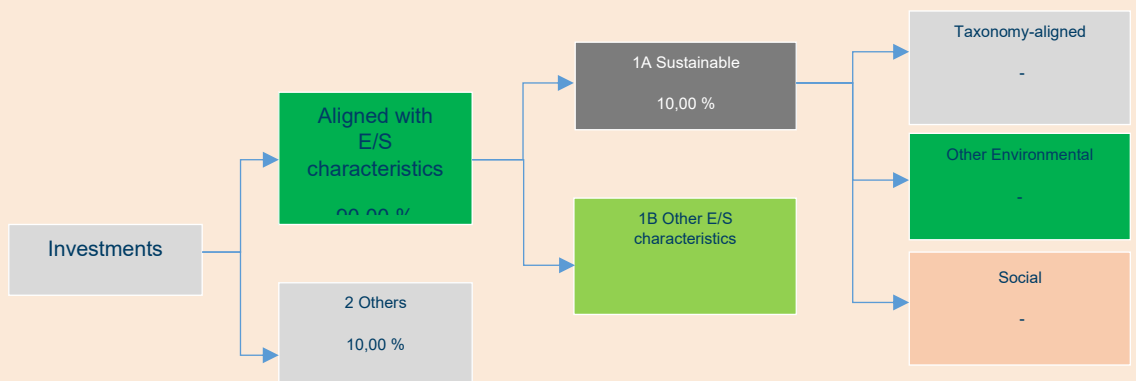 Investments
Aligned with
E/S
characteristics
2 Others
10,00 %
1A Sustainable
10,00 %
1B Other E/S
characteristics
Taxonomy-aligned
-
Other Environmental
-
Social
-